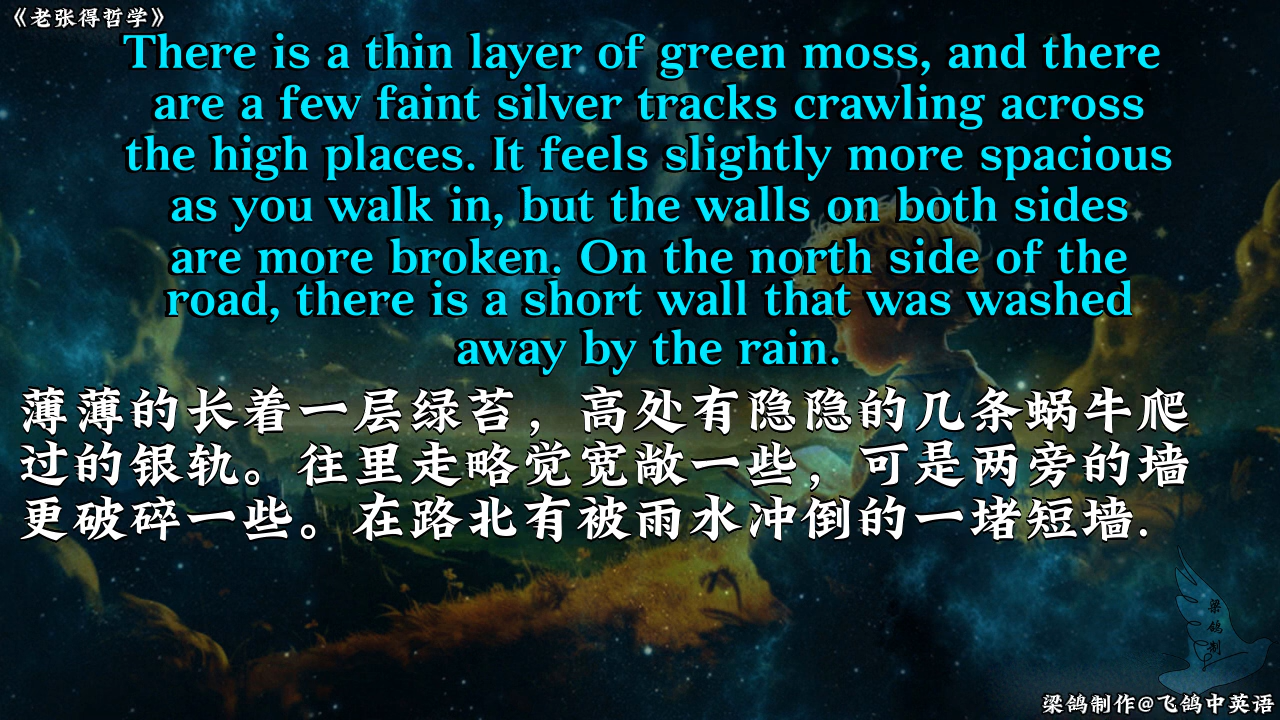 《老张得哲学》
There is a thin layer of green moss, and there
are a few faint silver tracks crawling across
the high places. It feels slightly more spacious
as you walk in, but the walls on both sides
are more broken. On the north side of the
road, there is a short wall that was washed
away by the rain.
薄薄的长着一层绿苔，高处有隐隐的几条蜗牛爬
过的银轨。往里走略觉宽敞一些，可是两旁的墙
更破碎一些。在路北有被雨水冲倒的一堵短墙.
梁鸽制
梁鸽制作@飞鸽中英语